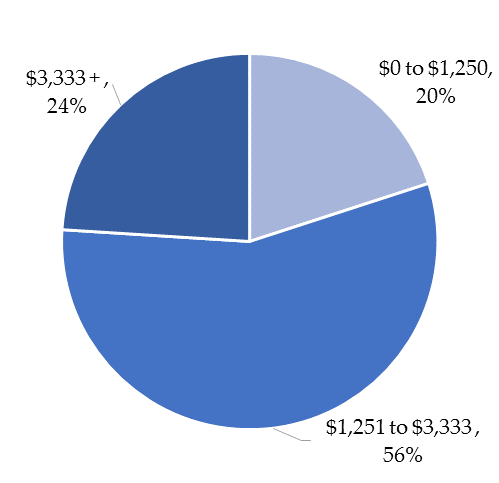 $0 to $1,250,
20%
$3,333 + ,
24%
$1,251 to $3,333 ,
56%